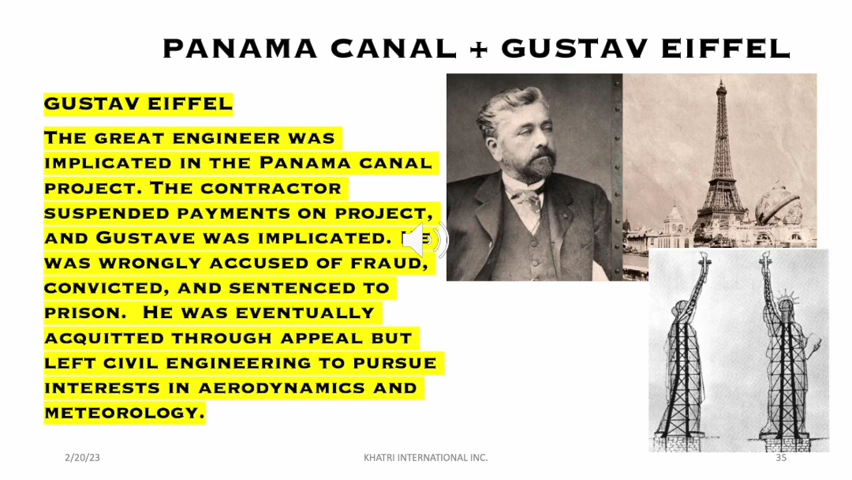 PANAMA CANAL + GUSTAV EIFFEL
GUSTAV EIFFEL
THE GREAT ENGINEER WAS
IMPLICATED IN THE PANAMA CANAL
PROJECT. THE CONTRACTOR
SUSPENDED PAYMENTS ON PROJECT,
AND GUSTAVE WAS IMPLICATED.
WAS WRONGLY ACCUSED OF FRAUD,
CONVICTED, AND SENTENCED TO
PRISON. HE WAS EVENTUALLY
ACQUITTED THROUGH APPEAL BUT
LEFT CIVIL ENGINEERING TO PURSUE
INTERESTS IN AERODYNAMICS AND
METEOROLOGY.
2/20/23
KHATRI INTERNATIONAL INC.
35